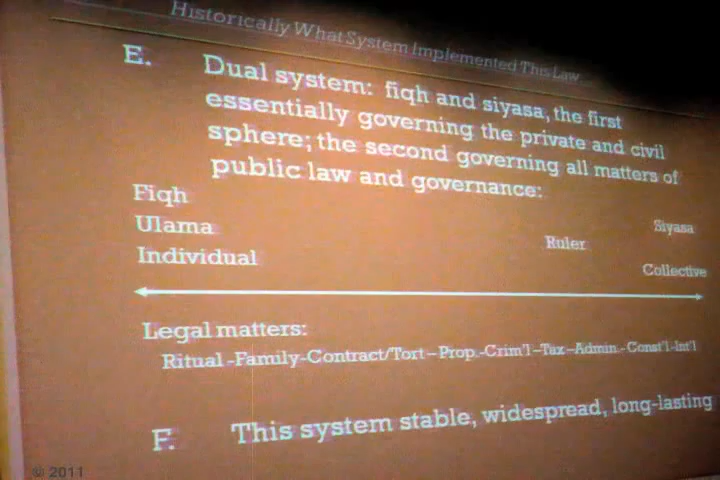 Historically What System Implemented This Law
E. Dual system: fiqh and siyasa, the first
essentially governing the private and civil
sphere; the second governing all matters of
public law and governance:
Fiqh
Siyasa
Ulama
Ruler
Individual
Collective
Legal matters:
Ritual-Family-Contract/Tort-Prop.-Crim'l-Tax-Admin.-Const'l-Int'l
F. This system stable, widespread, long-lasting
© 2011